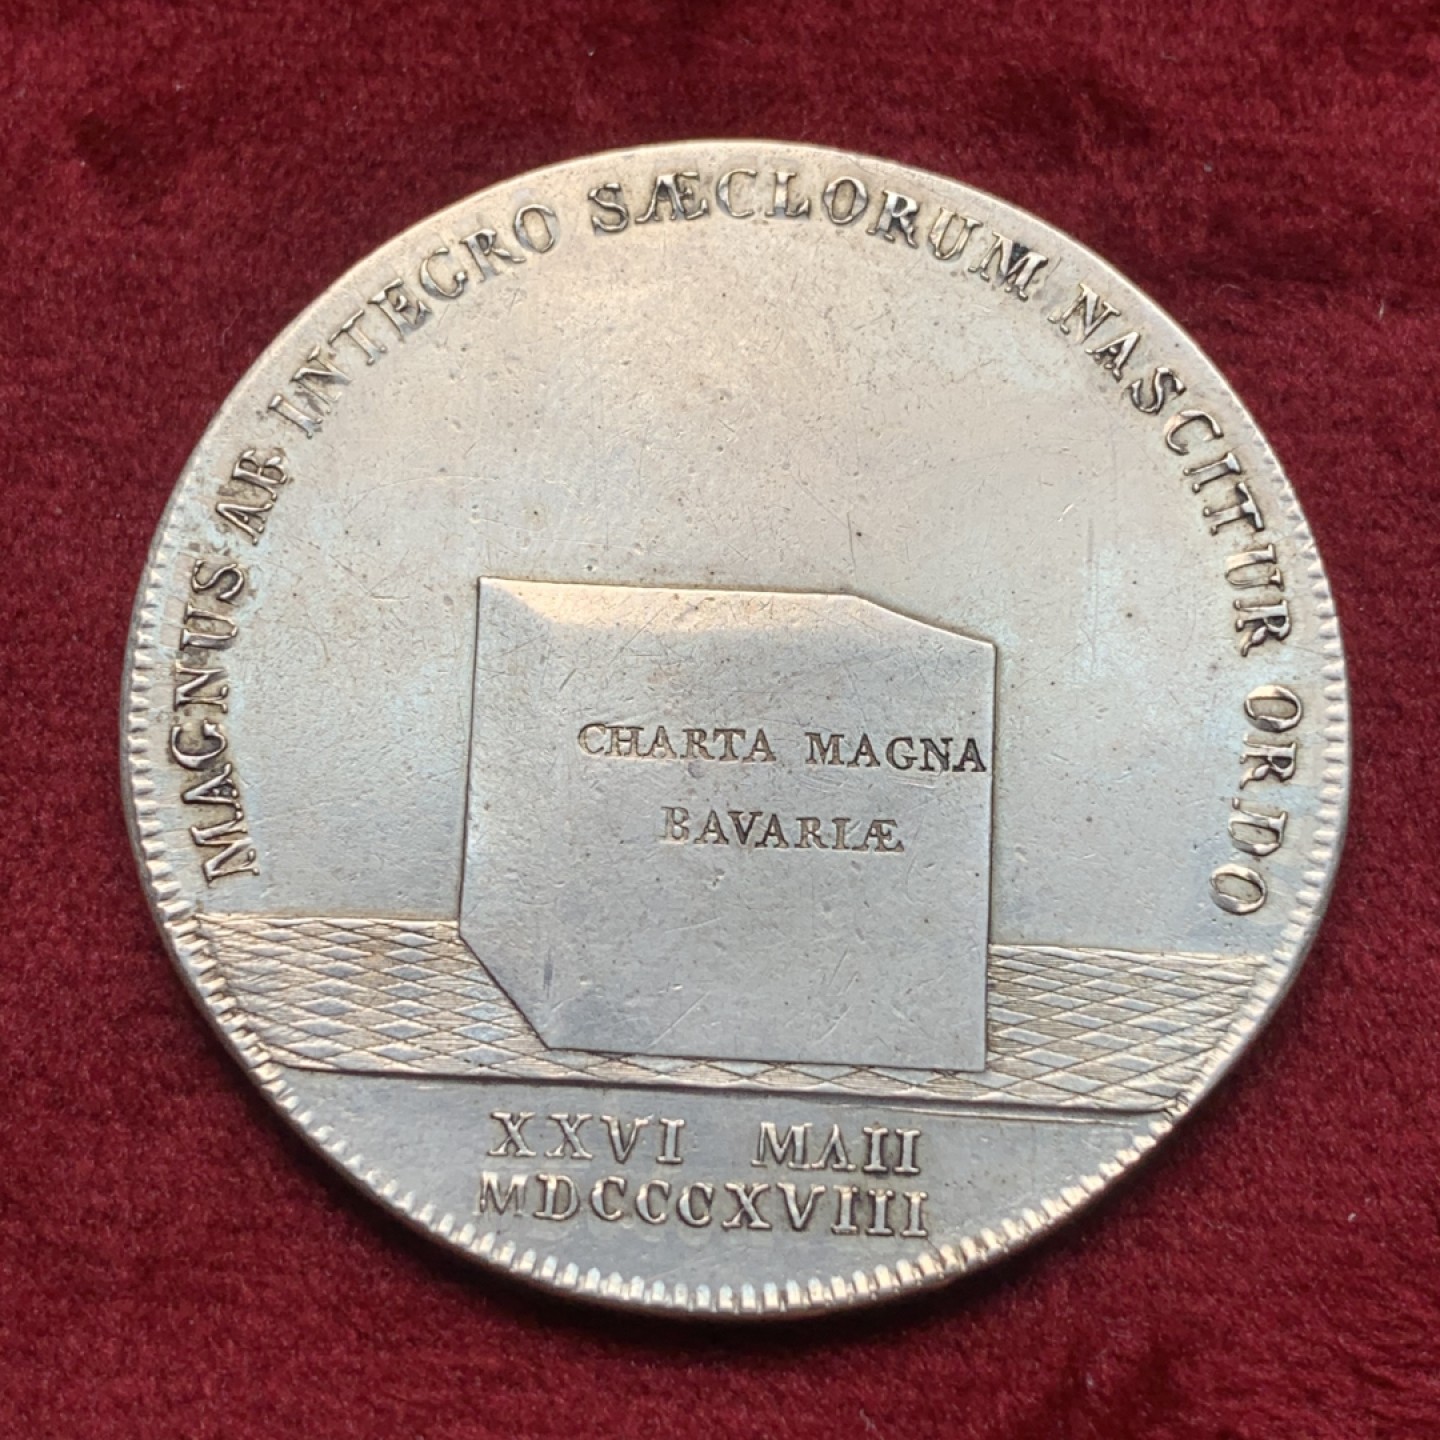 MAGNUS AB INTEGRO SÆCLORUM NASCITUR ORDO
CHARTA MAGNA
BAVARIÆ
XXVI MAII
MDCCCXVIII